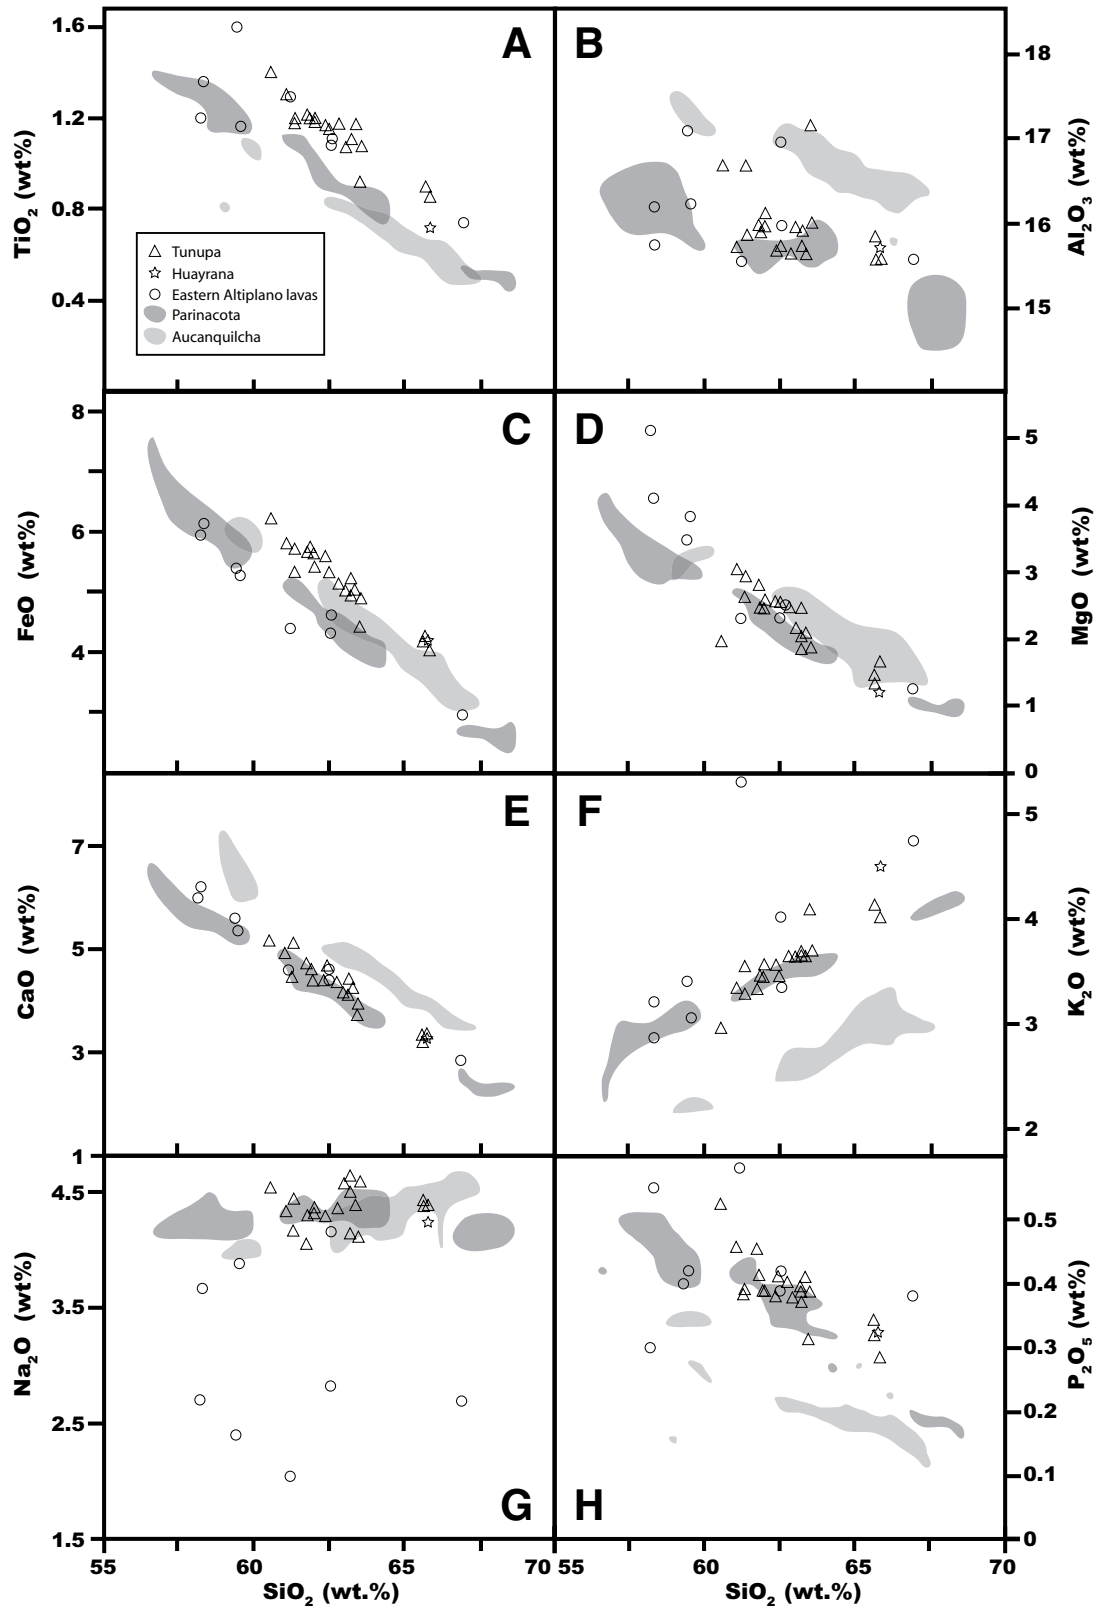 A
1.6
1.2
0.8
0.4
TiO2 (wt%)
Tunupa
Huayrana
Eastern Altiplano lavas
Parinacota
Aucanquilcha
B
18
17
16
15
Al2O3 (wt%)
C
8
6
4
FeO (wt%)
D
5
4
3
2
1
0
MgO (wt%)
E
7
5
3
1
CaO (wt%)
F
5
4
3
2
K2O (wt%)
G
4.5
3.5
2.5
1.5
Na2O (wt%)
H
0.5
0.4
0.3
0.2
0.1
0
P2O5 (wt%)
55 60 65 70 55 60 65 70
SiO2 (wt.%) SiO2 (wt.%)